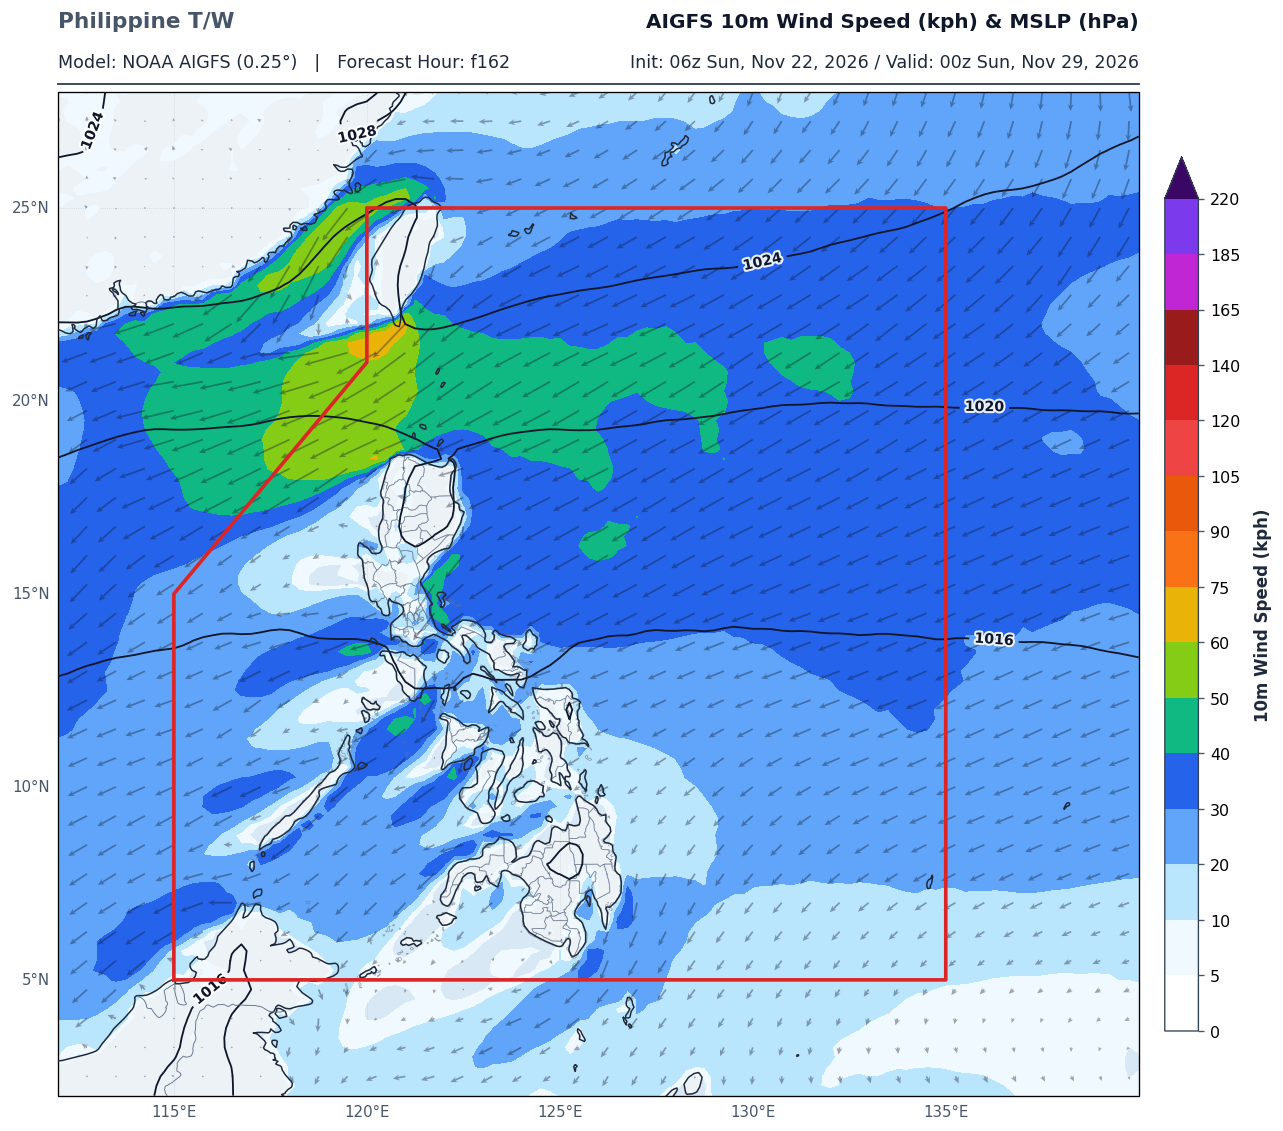 Philippine T/W
AIGFS 10m Wind Speed (kph) & MSLP (hPa)
Model: NOAA AIGFS (0.25°) | Forecast Hour: f162
Init: 06z Sun, Nov 22, 2026 / Valid: 00z Sun, Nov 29, 2026
1024
1028
1024
1020
1016
1016
25°N
20°N
15°N
10°N
5°N
115°E
120°E
125°E
130°E
135°E
220
185
165
140
120
105
90
75
60
50
40
30
20
10
5
0
10m Wind Speed (kph)